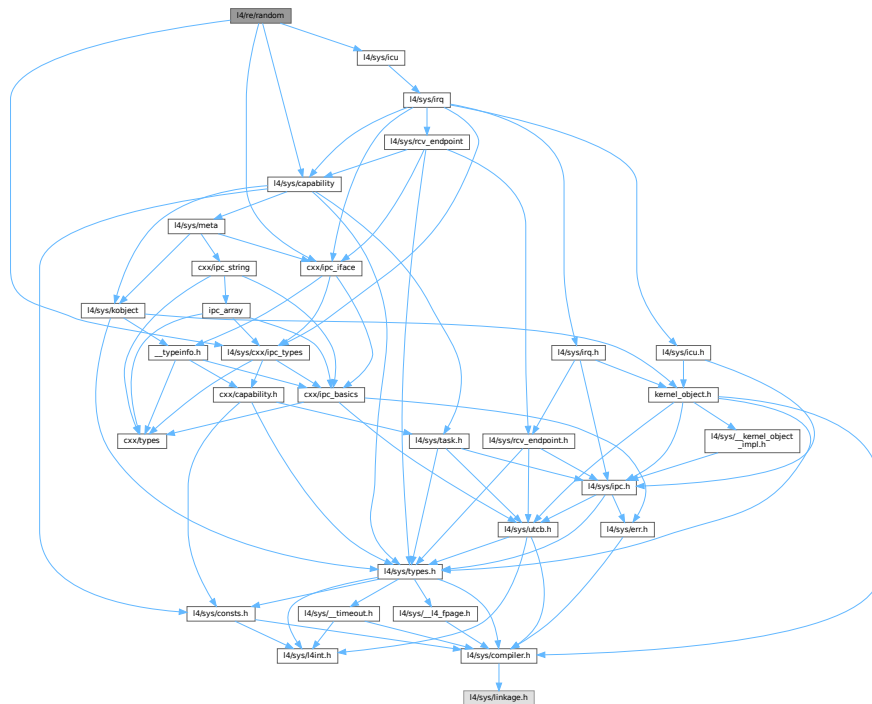 l4/re/random
l4/sys/icu
l4/sys/irq
l4/sys/rcv_endpoint
l4/sys/capability
l4/sys/meta
cxx/ipc_string
cxx/ipc_iface
l4/sys/kobject
ipc_array
__typeinfo.h
l4/sys/cxx/ipc_types
l4/sys/irq.h
l4/sys/icu.h
cxx/capability.h
cxx/ipc_basics
kernel_object.h
cxx/types
l4/sys/task.h
l4/sys/rcv_endpoint.h
l4/sys/__kernel_object
_impl.h
l4/sys/ipc.h
l4/sys/utcb.h
l4/sys/err.h
l4/sys/types.h
l4/sys/consts.h
l4/sys/__timeout.h
l4/sys/__l4_fpage.h
l4/sys/l4int.h
l4/sys/compiler.h
l4/sys/linkage.h